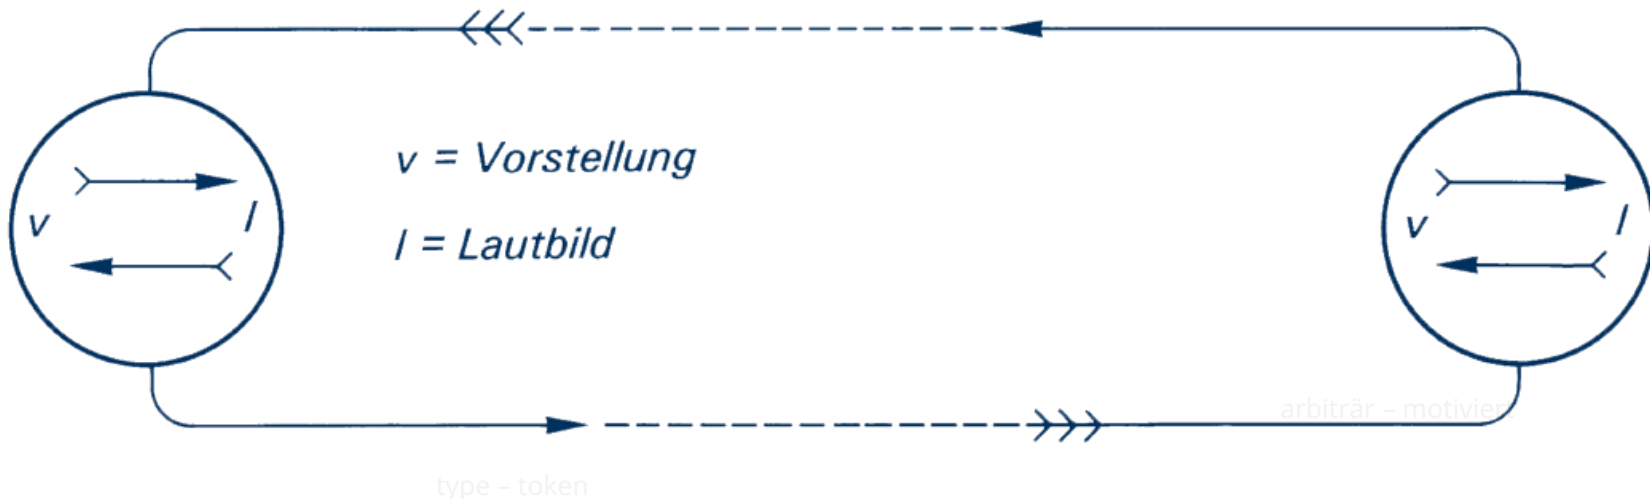 v = Vorstellung
l = Lautbild
v l
v l
arbiträr – motiviert
type – token